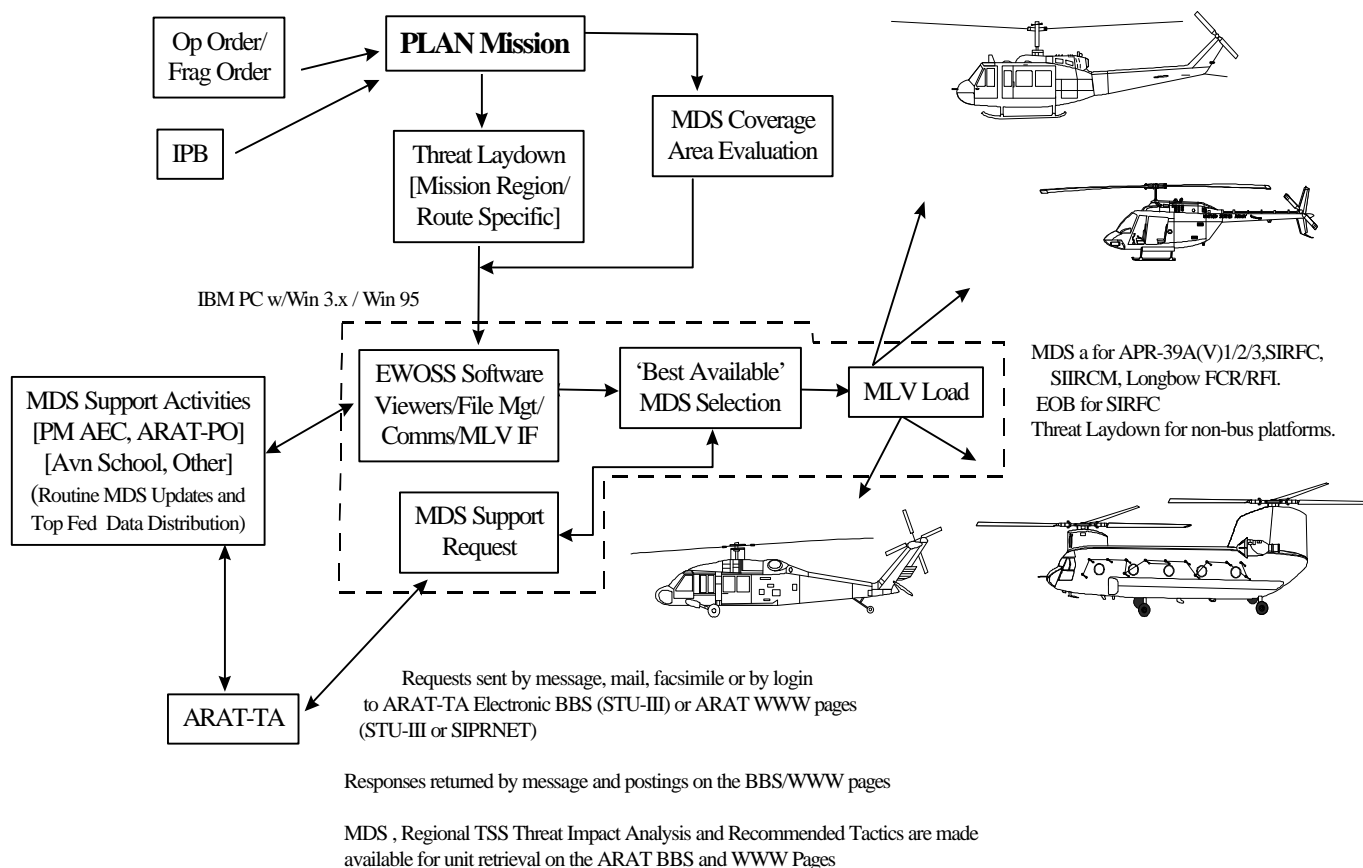 Op Order/
Frag Order
PLAN Mission
IPB
Threat Laydown
[Mission Region/
Route Specific]
MDS Coverage
Area Evaluation
IBM PC w/Win 3.x / Win 95
MDS Support Activities
[PM AEC, ARAT-PO]
[Avn School, Other]
(Routine MDS Updates and
Top Fed Data Distribution)
EWOSS Software
Viewers/File Mgt/
Comms/MLV IF
‘Best Available’
MDS Selection
MLV Load
MDS a for APR-39A(V)1/2/3,SIRFC,
SIIRCM, Longbow FCR/RFI.
EOB for SIRFC
Threat Laydown for non-bus platforms.
MDS Support
Request
ARAT-TA
Requests sent by message, mail, facsimile or by login
to ARAT-TA Electronic BBS (STU-III) or ARAT WWW pages
(STU-III or SIPRNET)
Responses returned by message and postings on the BBS/WWW pages
MDS , Regional TSS Threat Impact Analysis and Recommended Tactics are made
available for unit retrieval on the ARAT BBS and WWW Pages